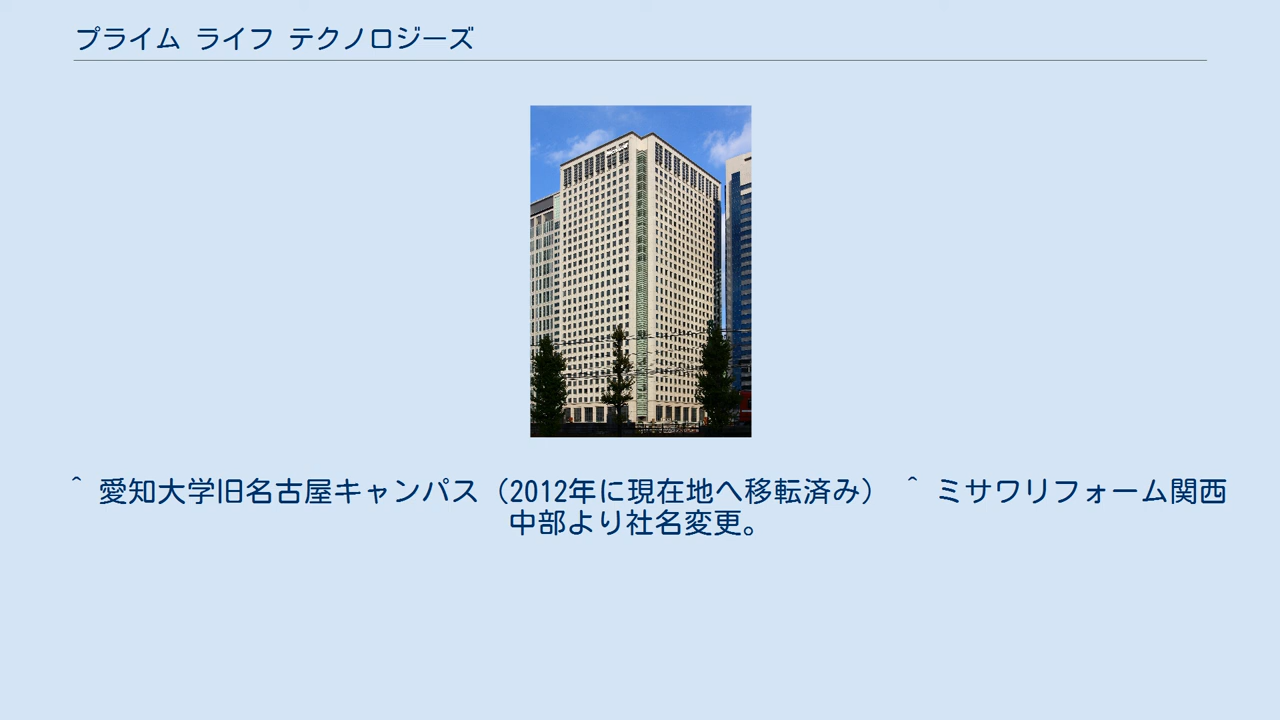 プライム ライフ テクノロジーズ
^ 愛知大学旧名古屋キャンパス（2012年に現在地へ移転済み） ^ ミサワリフォーム関西
中部より社名変更。